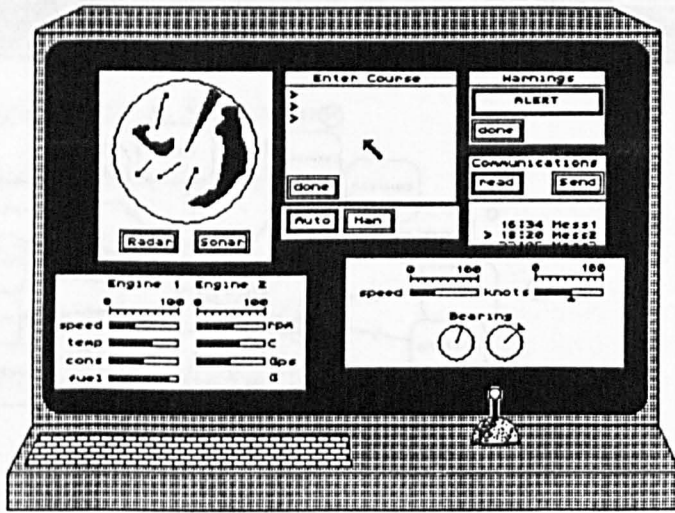 Enter Course
>
>
>
done
Auto Man
Radar Sonar
Warnings
ALERT
done
Communications
read Send
16:34 Mess1
> 18:20 Mess2
Engine 1 Engine 2
0 100 0 100
speed rpm
temp C
cons Gps
fuel G
0 100 0 100
speed knots
Bearing